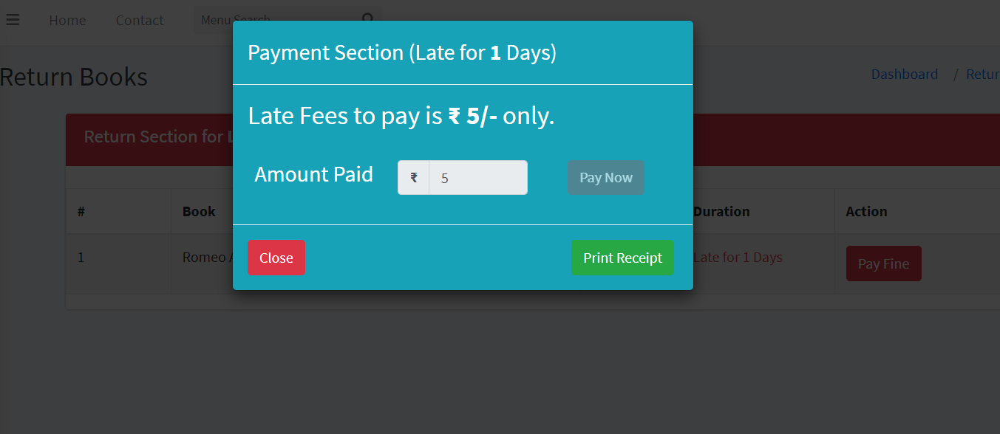 Home Contact Menu Search
Payment Section (Late for 1 Days)
Return Books
Dashboard /
Late Fees to pay is ₹ 5/- only.
Return Section for
Amount Paid ₹ 5 Pay Now
# Book Duration Action
1 Romeo Late for 1 Days Pay Fine
Close Print Receipt